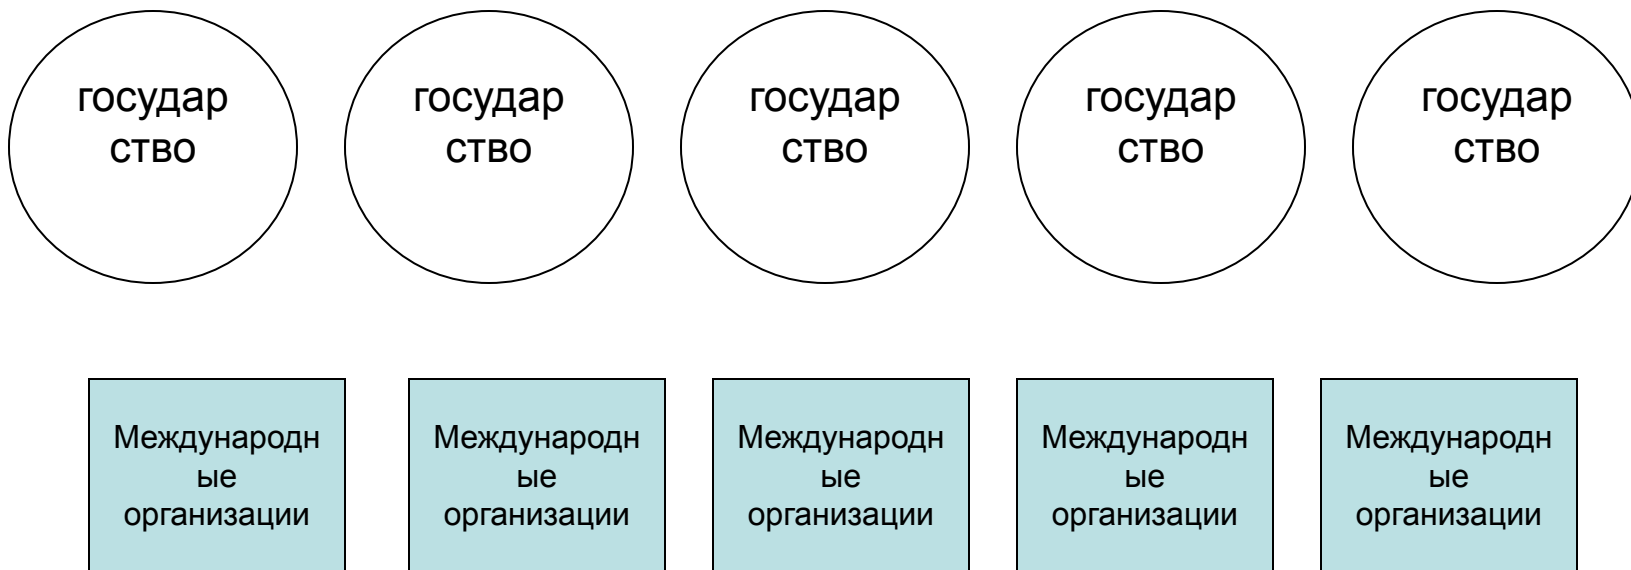 государ
ство
государ
ство
государ
ство
государ
ство
государ
ство
Международн
ые
организации
Международн
ые
организации
Международн
ые
организации
Международн
ые
организации
Международн
ые
организации